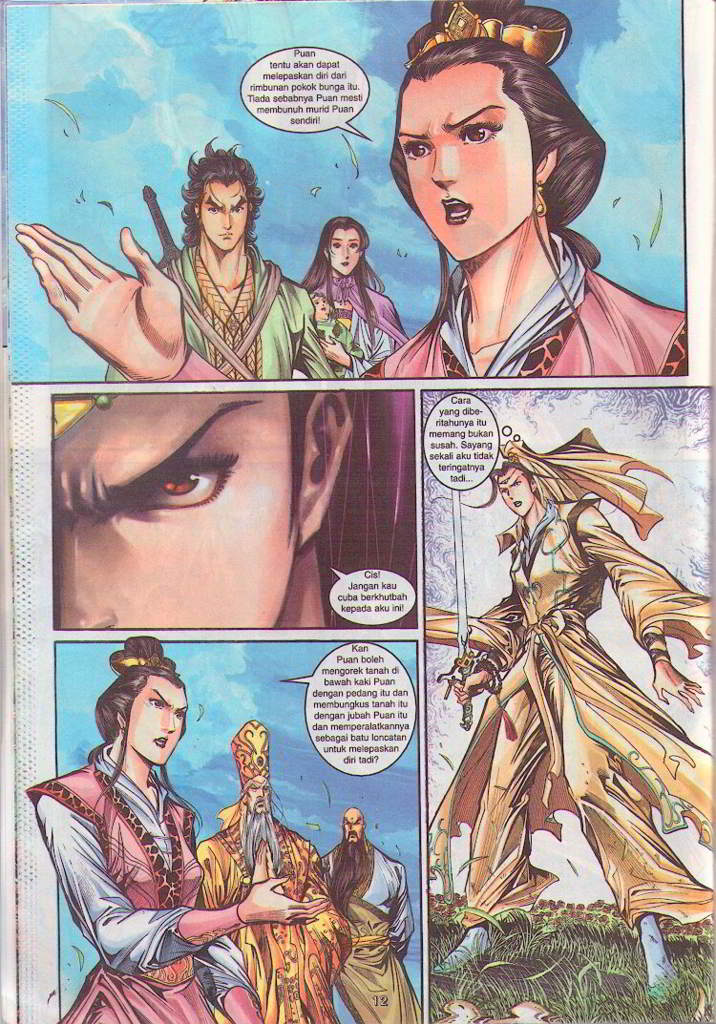 Puan
tentu akan dapat
melepaskan diri dari
rimbunan pokok bunga itu.
Tiada sebabnya Puan mesti
membunuh murid Puan
sendiri!
Cis!
Jangan kau
cuba berkhutbah
kepada aku ini!
Cara
yang dibe-
ritahunya itu
memang bukan
susah. Sayang
sekali aku tidak
teringatnya
tadi...
Kan
Puan boleh
mengorek tanah di
bawah kaki Puan
dengan pedang itu dan
membungkus tanah itu
dengan jubah Puan itu
dan memperalatkannya
sebagai batu loncatan
untuk melepaskan
diri tadi?
12